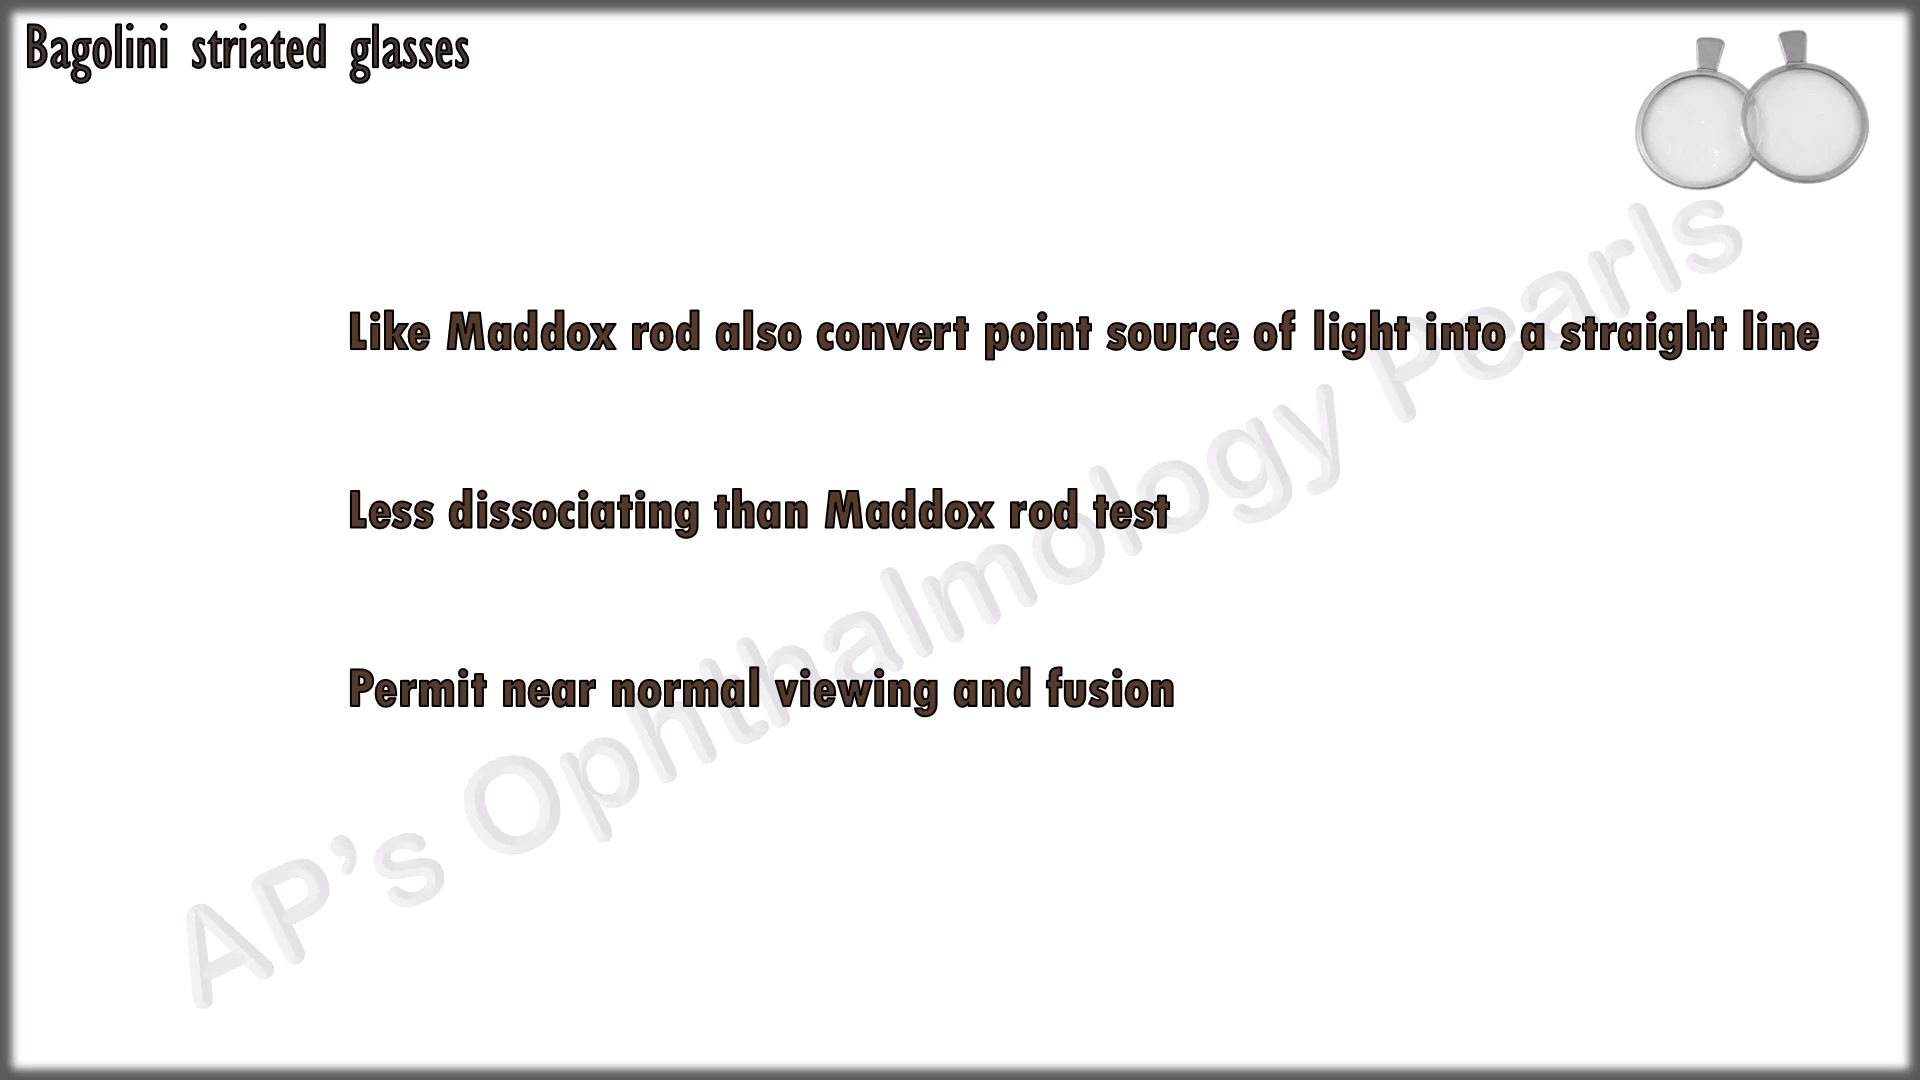 Bagolini striated glasses
Like Maddox rod also convert point source of light into a straight line
Less dissociating than Maddox rod test
Permit near normal viewing and fusion
AP's Ophthalmology Pearls